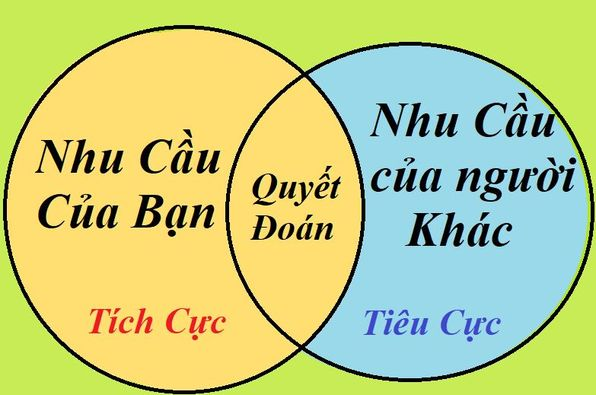 Nhu Cầu
Của Bạn
Tích Cực
Quyết
Đoán
Nhu Cầu
của người
Khác
Tiêu Cực